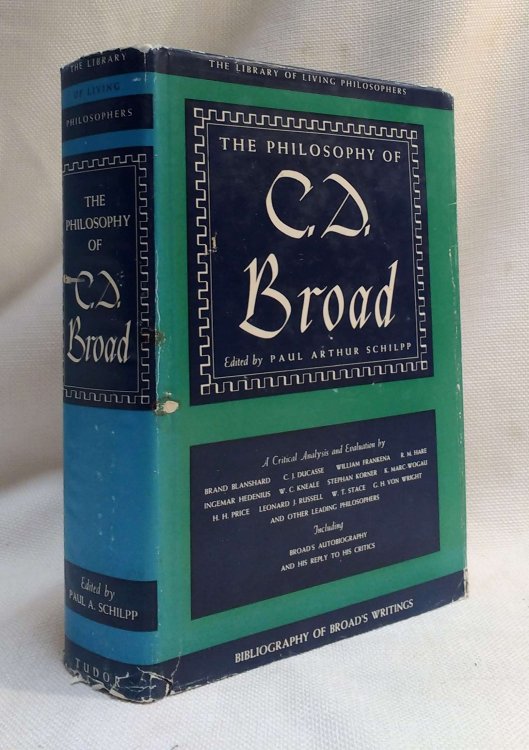 THE LIBRARY
OF LIVING
PHILOSOPHERS
THE
PHILOSOPHY
OF
C.D.
Broad
Edited by
PAUL A. SCHILPP
TUDOR
THE LIBRARY OF LIVING PHILOSOPHERS
THE PHILOSOPHY OF
C.D.
Broad
Edited by PAUL ARTHUR SCHILPP
A Critical Analysis and Evaluation by
BRAND BLANSHARD C. J. DUCASSE WILLIAM FRANKENA R. M. HARE
INGEMAR HEDENIUS W. C. KNEALE STEPHAN KORNER K. MARC WOGAU
H. H. PRICE LEONARD J. RUSSELL W. T. STACE G. H. VON WRIGHT
AND OTHER LEADING PHILOSOPHERS
Including
BROAD'S AUTOBIOGRAPHY
AND HIS REPLY TO HIS CRITICS
BIBLIOGRAPHY OF BROAD'S WRITINGS